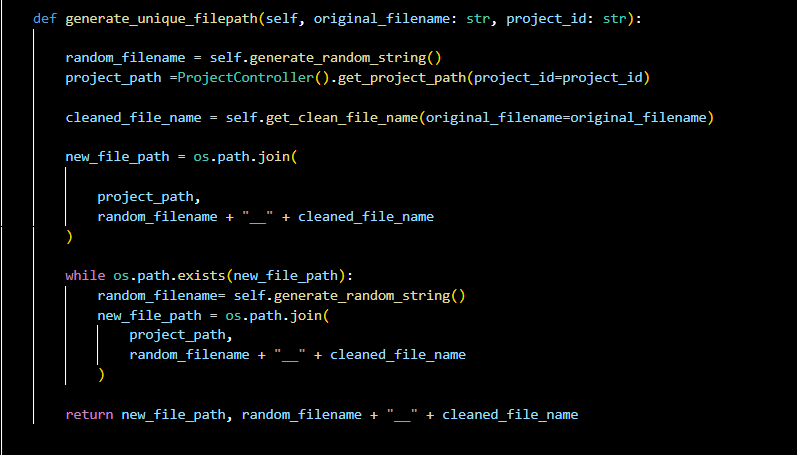 def generate_unique_filepath(self, original_filename: str, project_id: str):
random_filename = self.generate_random_string()
project_path =ProjectController().get_project_path(project_id=project_id)
cleaned_file_name = self.get_clean_file_name(original_filename=original_filename)
new_file_path = os.path.join(
project_path,
random_filename + "__" + cleaned_file_name
)
while os.path.exists(new_file_path):
random_filename= self.generate_random_string()
new_file_path = os.path.join(
project_path,
random_filename + "__" + cleaned_file_name
)
return new_file_path, random_filename + "__" + cleaned_file_name